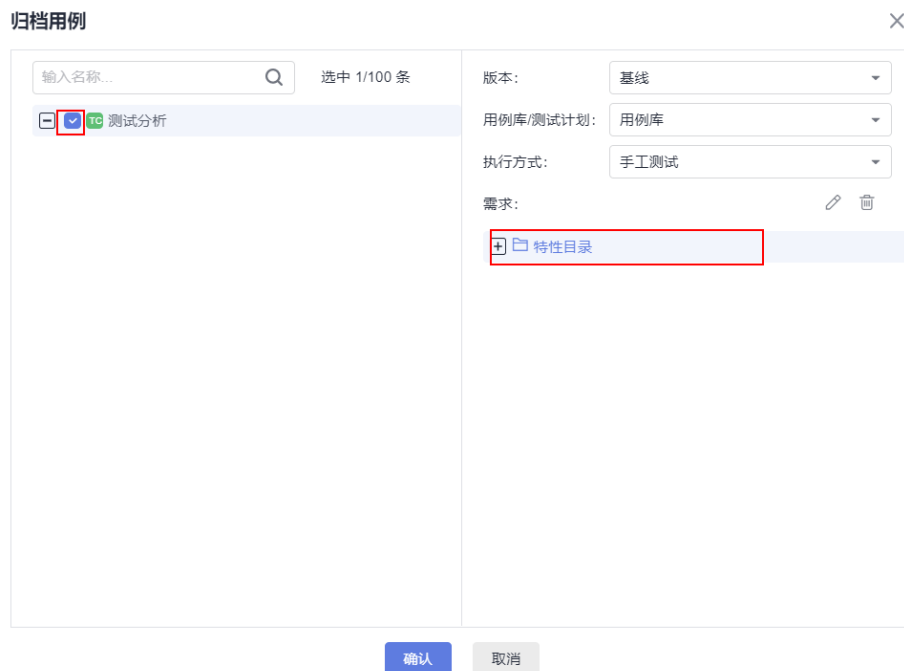 归档用例
输入名称...
选中 1/100 条
TC 测试分析
版本：
基线
用例库/测试计划：
用例库
执行方式：
手工测试
需求：
特性目录
确认
取消